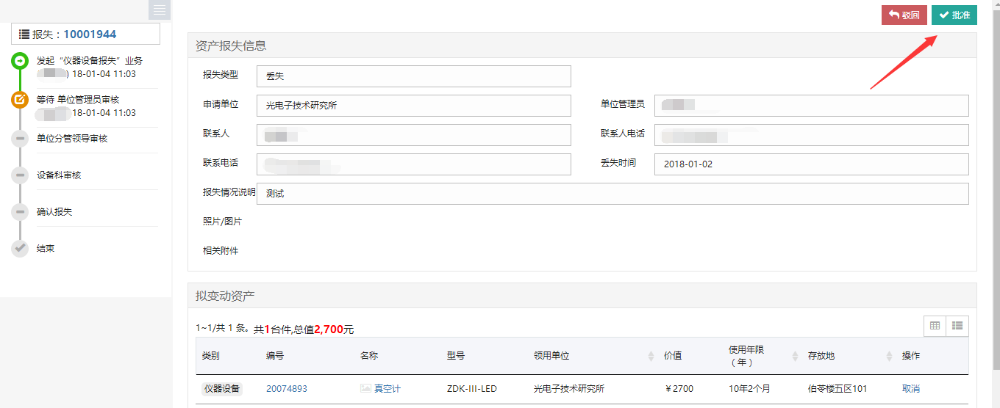 报失：10001944
发起“仪器设备报失”业务
) 18-01-04 11:03
等待 单位管理员审核
18-01-04 11:03
单位分管领导审核
设备科审核
确认报失
结束
驳回 批准
资产报失信息
报失类型 丢失
申请单位 光电子技术研究所 单位管理员
联系人 联系人电话
联系电话 丢失时间 2018-01-02
报失情况说明 测试
照片/图片
相关附件
拟变动资产
1~1/共 1 条。共1台件,总值2,700元
类别 编号 名称 型号 领用单位 价值 使用年限（年） 存放地 操作
仪器设备 20074893 真空计 ZDK-III-LED 光电子技术研究所 ¥2700 10年2个月 伯苓楼五区101 取消